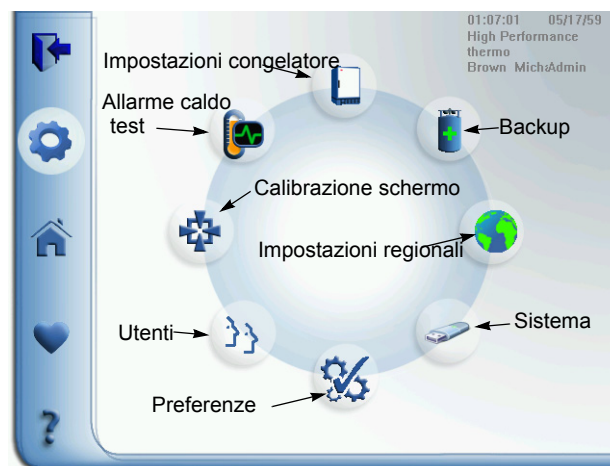 01:07:01 05/17/59
High Performance
thermo
Brown Micha Admin
Impostazioni congelatore
Allarme caldo
test
Backup
Calibrazione schermo
Impostazioni regionali
Utenti
Sistema
Preferenze
?